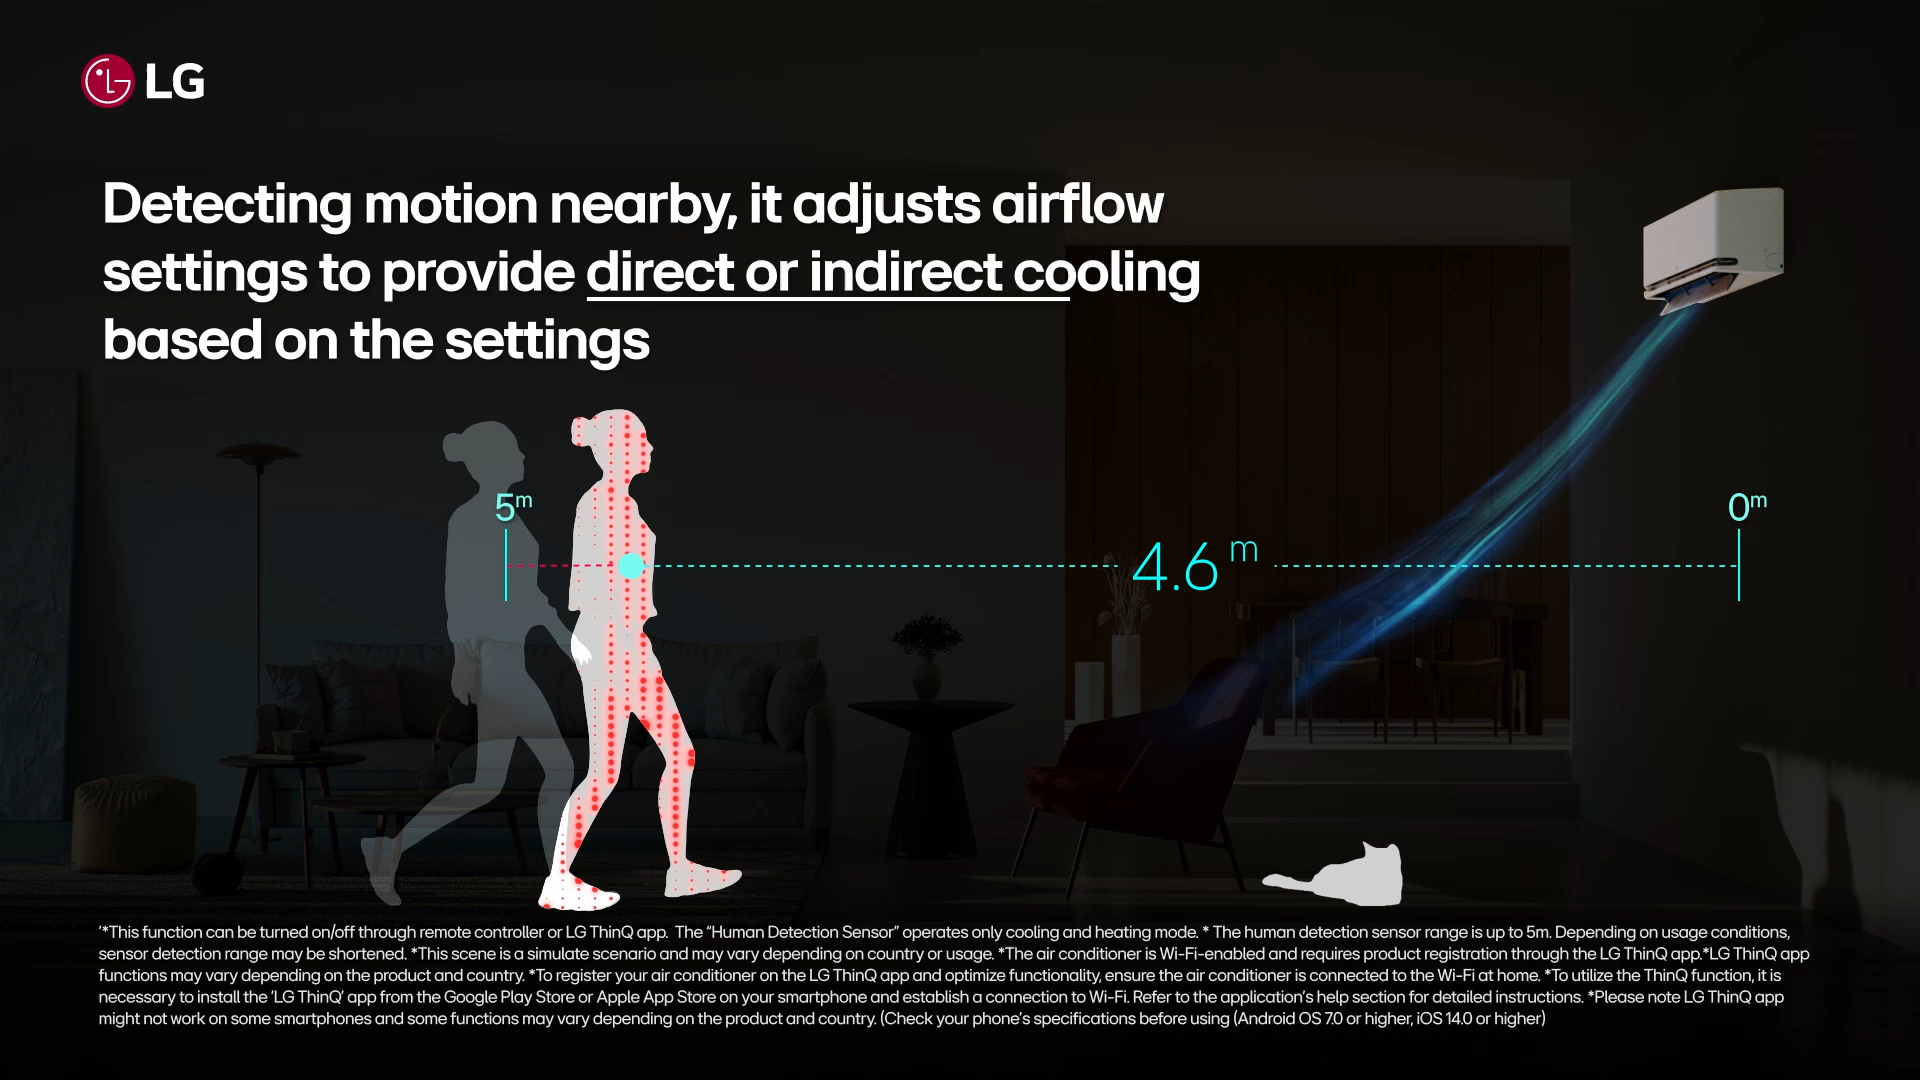 LG
Detecting motion nearby, it adjusts airflow
settings to provide direct or indirect cooling
based on the settings
5m
4.6 m
0m
'*This function can be turned on/off through remote controller or LG ThinQ app.  The “Human Detection Sensor” operates only cooling and heating mode. * The human detection sensor range is up to 5m. Depending on usage conditions,
sensor detection range may be shortened. *This scene is a simulate scenario and may vary depending on country or usage. *The air conditioner is Wi-Fi-enabled and requires product registration through the LG ThinQ app.*LG ThinQ app
functions may vary depending on the product and country. *To register your air conditioner on the LG ThinQ app and optimize functionality, ensure the air conditioner is connected to the Wi-Fi at home. *To utilize the ThinQ function, it is
necessary to install the 'LG ThinQ' app from the Google Play Store or Apple App Store on your smartphone and establish a connection to Wi-Fi. Refer to the application's help section for detailed instructions. *Please note LG ThinQ app
might not work on some smartphones and some functions may vary depending on the product and country. (Check your phone's specifications before using (Android OS 7.0 or higher, iOS 14.0 or higher)